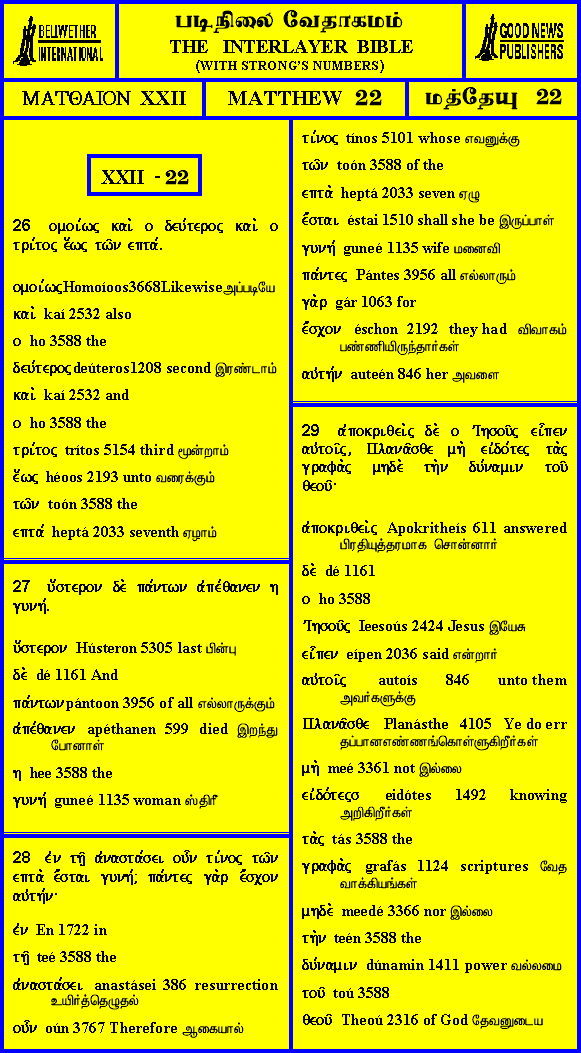 BELLWETHER
INTERNATIONAL
படிநிலை வேதாகமம்
THE INTERLAYER BIBLE
(WITH STRONG'S NUMBERS)
GOOD NEWS
PUBLISHERS
ΜΑΤΘΑΙΟΝ XXII
MATTHEW 22
மத்தேயு 22
XXII - 22
26 ομοίως καὶ ο δεύτερος καὶ ο
τρίτος ἕως τῶν επτά.
ομοίως Homoíoos 3668 Likewise அப்படியே
καὶ kaí 2532 also
ο ho 3588 the
δεύτερος deúteros 1208 second இரண்டாம்
καὶ kaí 2532 and
ο ho 3588 the
τρίτος trítos 5154 third மூன்றாம்
ἕως héoos 2193 unto வரைக்கும்
τῶν toón 3588 the
επτά heptá 2033 seventh ஏழாம்
27 ὕστερον δὲ πάντων ἀπέθανεν η
γυνή.
ὕστερον Hústeron 5305 last பின்பு
δὲ dé 1161 And
πάντων pántoon 3956 of all எல்லாருக்கும்
ἀπέθανεν apéthanen 599 died இறந்து
போனாள்
η hee 3588 the
γυνή guneé 1135 woman ஸ்திரீ
28 ἐν τῇ ἀναστάσει οὖν τίνος τῶν
επτὰ ἔσται γυνή; πάντες γὰρ ἔσχον
αὐτήν·
ἐν En 1722 in
τῇ teé 3588 the
ἀναστάσει anastásei 386 resurrection
உயிர்த்தெழுதல்
οὖν oún 3767 Therefore ஆகையால்
τίνος tínos 5101 whose எவனுக்கு
τῶν toón 3588 of the
επτὰ heptá 2033 seven ஏழு
ἔσται éstai 1510 shall she be இருப்பாள்
γυνή guneé 1135 wife மனைவி
πάντες Pántes 3956 all எல்லாரும்
γὰρ gár 1063 for
ἔσχον éschon 2192 they had விவாகம்
பண்ணியிருந்தார்கள்
αὐτήν auteén 846 her அவளை
29 ἀποκριθεὶς δὲ ο Ἰησοῦς εἶπεν
αὐτοῖς, Πλανᾶσθε μὴ εἰδότες τὰς
γραφὰς μηδὲ τὴν δύναμιν τοῦ
θεοῦ·
ἀποκριθεὶς Apokritheís 611 answered
பிரதியுத்தரமாக சொன்னார்
δὲ dé 1161
ο ho 3588
Ἰησοῦς Ieesoús 2424 Jesus இயேசு
εἶπεν eípen 2036 said என்றார்
αὐτοῖς autoís 846 unto them
அவர்களுக்கு
Πλανᾶσθε Planásthe 4105 Ye do err
தப்பானஎண்ணங்கொள்ளுகிறீர்கள்
μὴ meé 3361 not இல்லை
εἰδότεςσ eidótes 1492 knowing
அறிகிறீர்கள்
τὰς tás 3588 the
γραφὰς grafás 1124 scriptures வேத
வாக்கியங்கள்
μηδὲ meedé 3366 nor இல்லை
τὴν teén 3588 the
δύναμιν dúnamin 1411 power வல்லமை
τοῦ toú 3588
θεοῦ Theoú 2316 of God தேவனுடைய